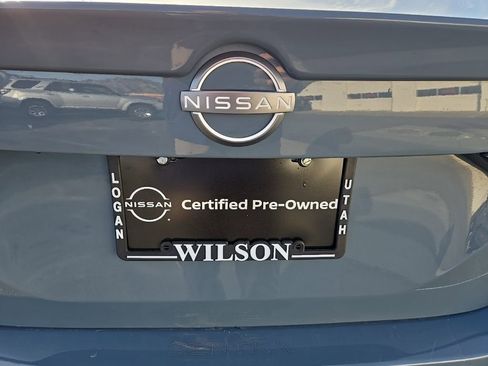 NISSAN
LOGAN
NISSAN
Certified Pre-Owned
UTAH
WILSON